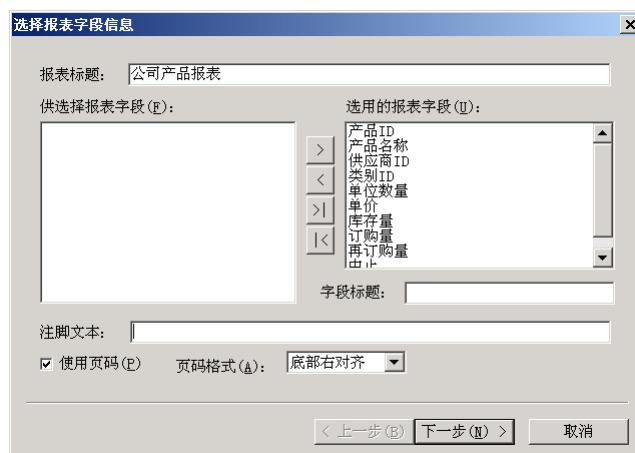 选择报表字段信息
报表标题: 公司产品报表
供选择报表字段(F):
选用的报表字段(U):
产品ID
产品名称
供应商ID
类别ID
单位数量
单价
库存量
订购量
再订购量
中止
>
<
>|
|<
字段标题:
注脚文本:
使用页码(P) 页码格式(A): 底部右对齐
< 上一步(B) 下一步(N) > 取消